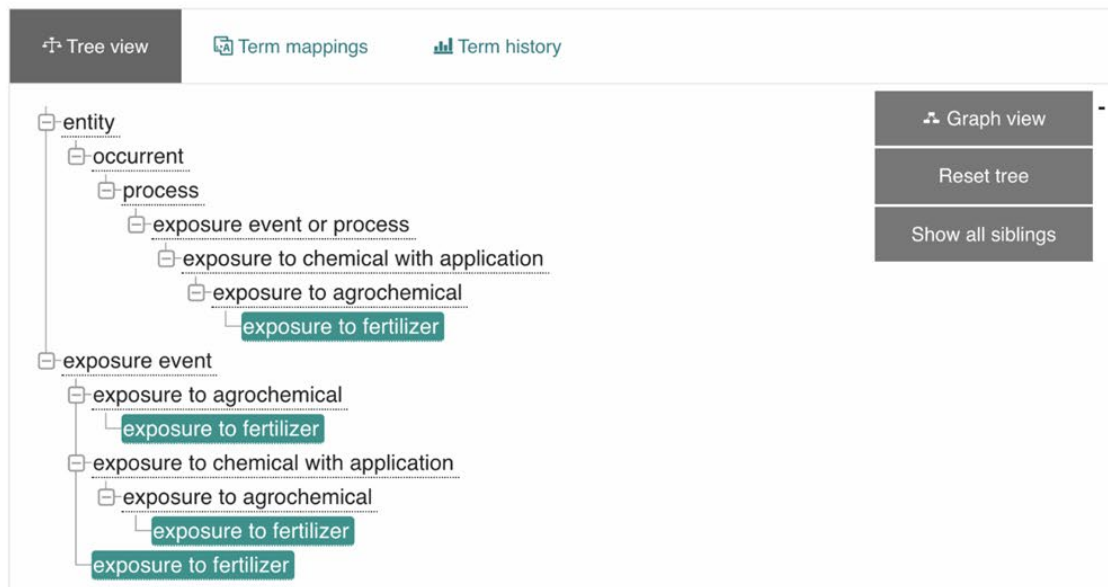 Tree view
Term mappings
Term history
Graph view
Reset tree
Show all siblings
entity
occurrent
process
exposure event or process
exposure to chemical with application
exposure to agrochemical
exposure to fertilizer
exposure event
exposure to agrochemical
exposure to fertilizer
exposure to chemical with application
exposure to agrochemical
exposure to fertilizer
exposure to fertilizer